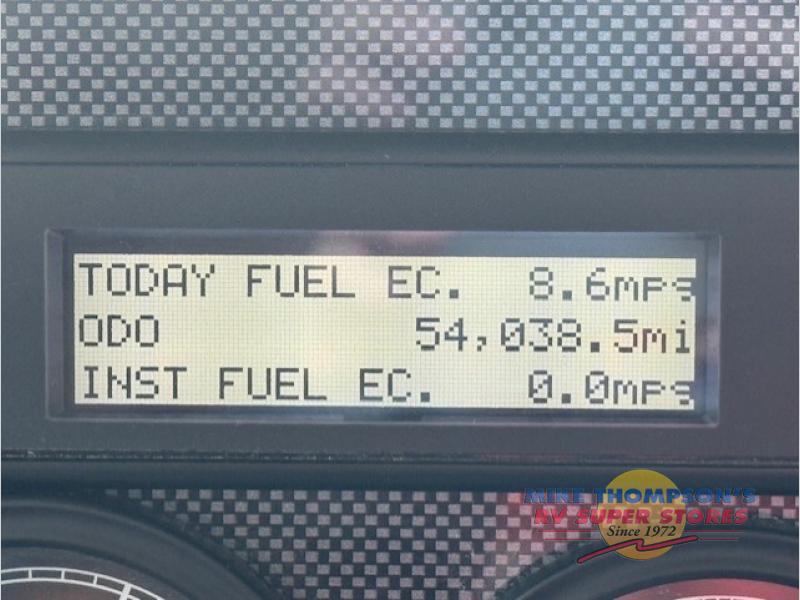 TODAY FUEL EC. 8.6mpg
ODO 54,038.5mi
INST FUEL EC. 0.0mpg
MIKE THOMPSON'S
RV SUPER STORES
Since 1972